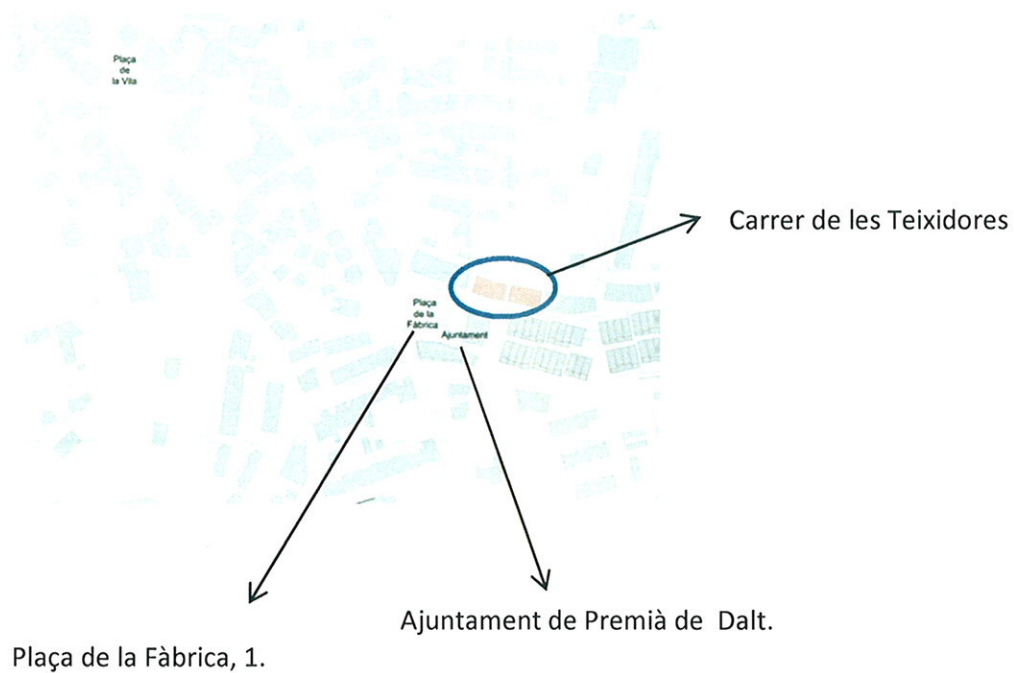 Plaça
de
la Vila
Carrer de les Teixidores
Plaça
de la
Fàbrica
Ajuntament
Ajuntament de Premià de  Dalt.
Plaça de la Fàbrica, 1.